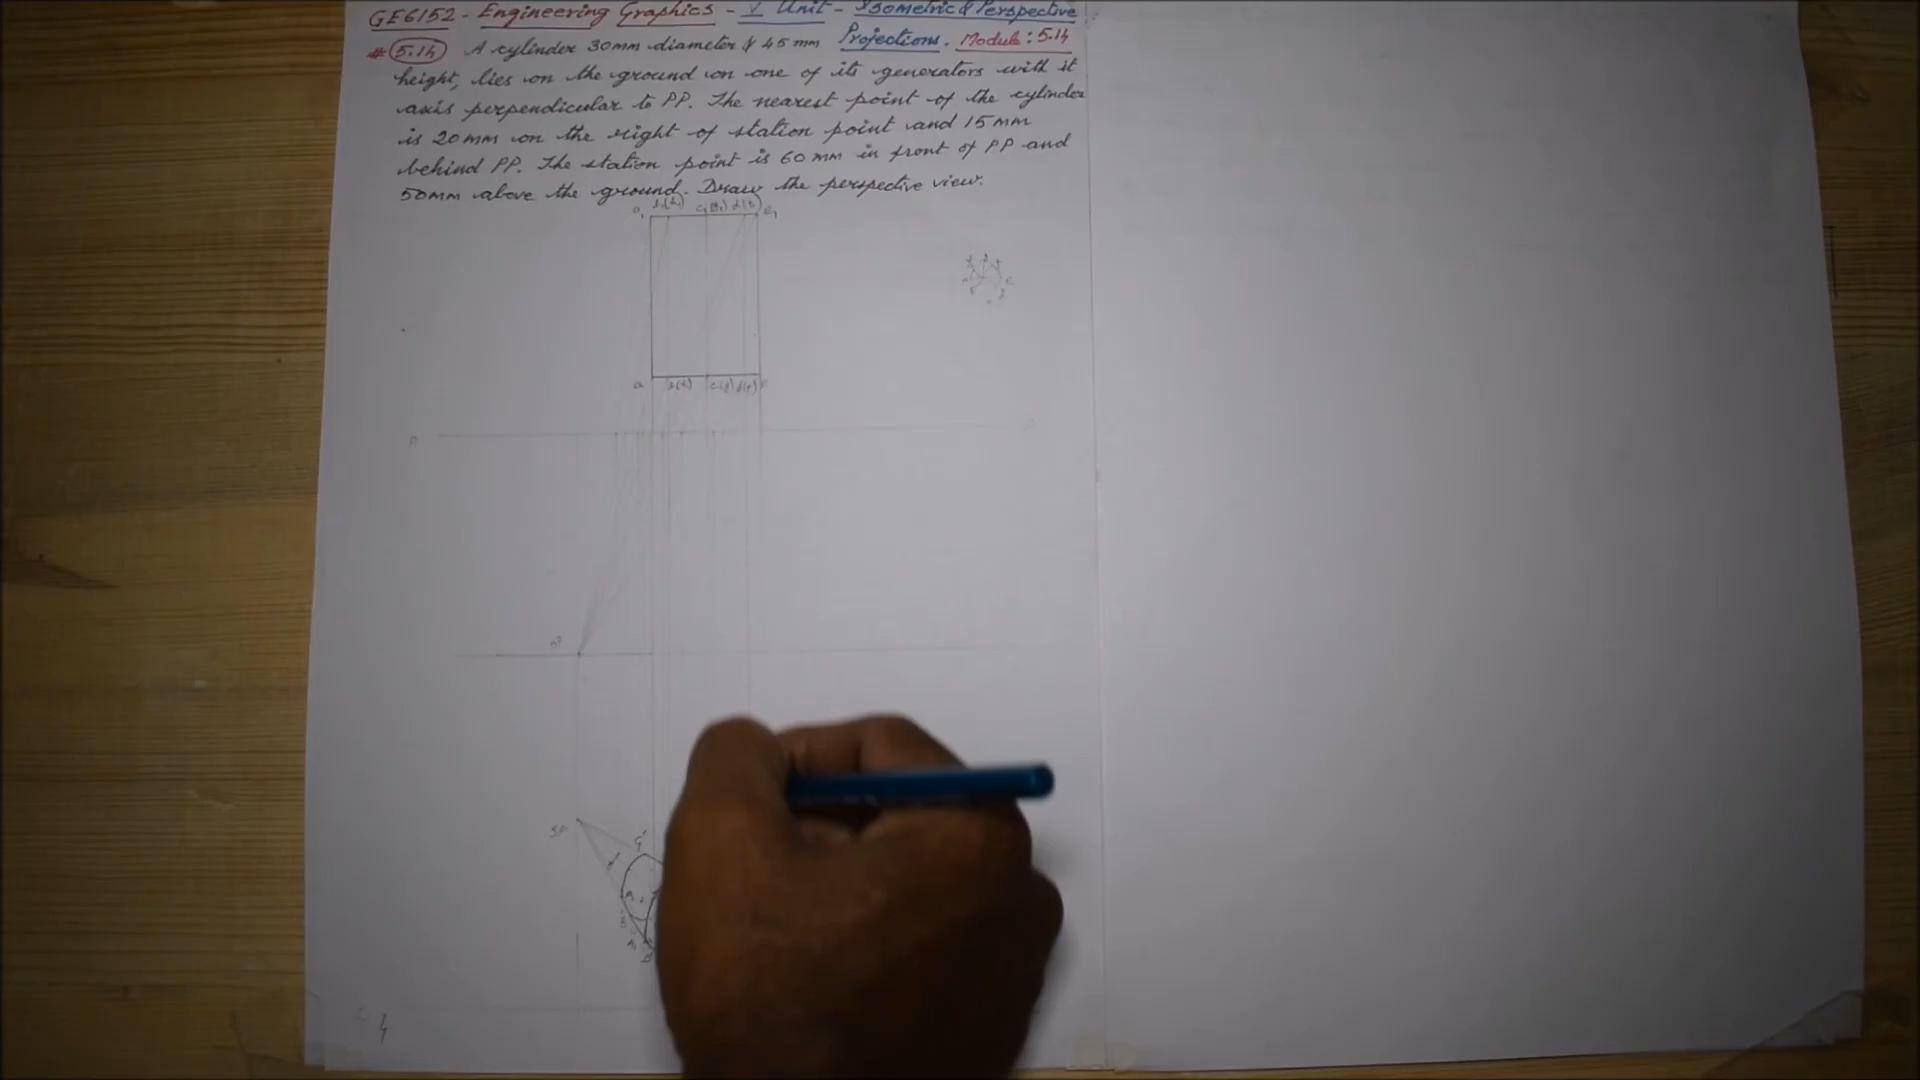 GE6152 - Engineering Graphics - V Unit - Isometric & Perspective
# 5.14 A cylinder 30mm diameter & 45 mm Projections. Module: 5.14
height, lies on the ground on one of its generators with it
axis perpendicular to PP. The nearest point of the cylinder
is 20mm on the right of station point and 15mm
behind PP. The station point is 60mm in front of PP and
50mm above the ground. Draw the perspective view.
a
SP